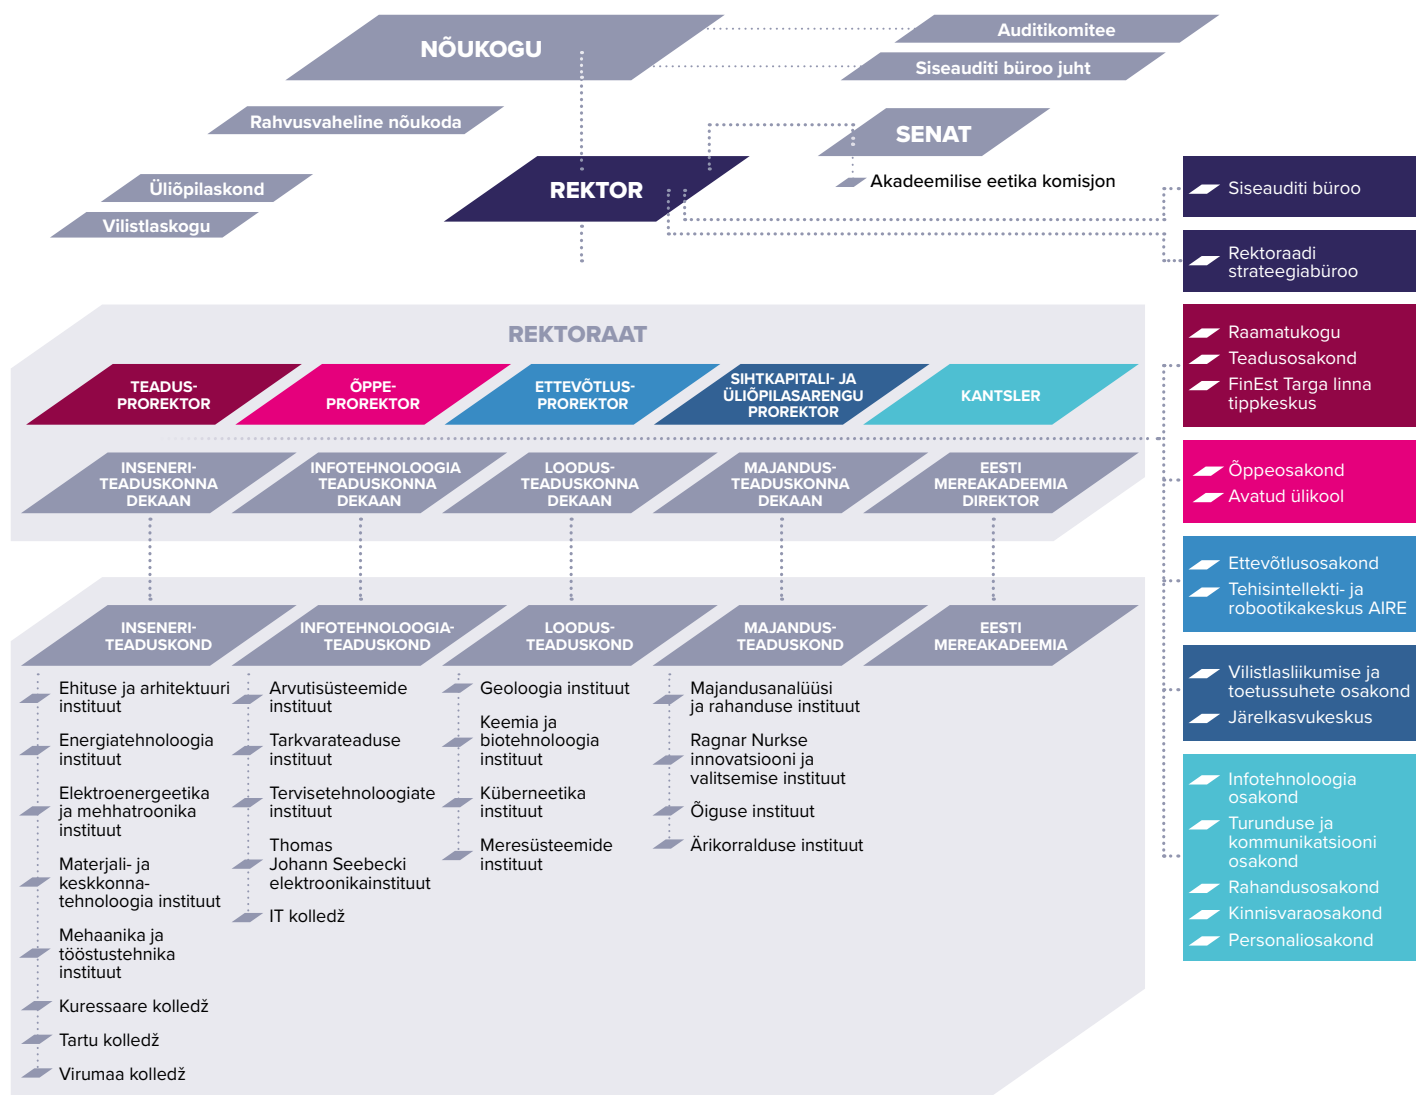 NÕUKOGU
Auditikomitee
Siseauditi büroo juht
Rahvusvaheline nõukoda
SENAT
Akadeemilise eetika komisjon
REKTOR
Üliõpilaskond
Vilistlaskogu
Siseauditi büroo
Rektoraadi
strateegiabüroo
REKTORAAT
TEADUS-
PROREKTOR
ÕPPE-
PROREKTOR
ETTEVÕTLUS-
PROREKTOR
SIHTKAPITALI- JA
ÜLIÕPILASARENGU
PROREKTOR
KANTSLER
INSENERI-
TEADUSKONNA
DEKAAN
INFOTEHNOLOOGIA
TEADUSKONNA
DEKAAN
LOODUS-
TEADUSKONNA
DEKAAN
MAJANDUS-
TEADUSKONNA
DEKAAN
EESTI
MEREAKADEEMIA
DIREKTOR
Raamatukogu
Teadusosakond
FinEst Targa linna
tippkeskus
Õppeosakond
Avatud ülikool
Ettevõtlusosakond
Tehisintellekti- ja
robootikakeskus AIRE
Vilistlasliikumise ja
toetussuhete osakond
Järelkasvukeskus
Infotehnoloogia
osakond
Turunduse ja
kommunikatsiooni
osakond
Rahandusosakond
Kinnisvaraosakond
Personaliosakond
INSENERI-
TEADUSKOND
Ehituse ja arhitektuuri
instituut
Energiatehnoloogia
instituut
Elektroenergeetika
ja mehhatroonika
instituut
Materjali- ja
keskkonna-
tehnoloogia instituut
Mehaanika ja
tööstustehnika
instituut
Kuressaare kolledž
Tartu kolledž
Virumaa kolledž
INFOTEHNOLOOGIA-
TEADUSKOND
Arvutisüsteemide
instituut
Tarkvarateaduse
instituut
Tervisetehnoloogiate
instituut
Thomas
Johann Seebecki
elektroonikainstituut
IT kolledž
LOODUS-
TEADUSKOND
Geoloogia instituut
Keemia ja
biotehnoloogia
instituut
Küberneetika
instituut
Meresüsteemide
instituut
MAJANDUS-
TEADUSKOND
Majandusanalüüsi
ja rahanduse instituut
Ragnar Nurkse
innovatsiooni ja
valitsemise instituut
Õiguse instituut
Ärikorralduse instituut
EESTI
MEREAKADEEMIA